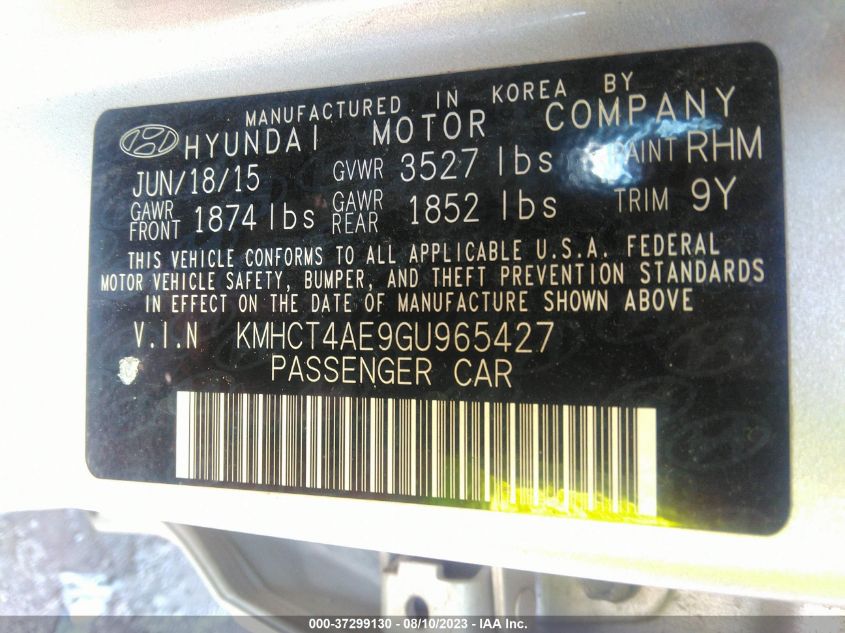 MANUFACTURED IN KOREA BY
HYUNDAI MOTOR COMPANY
JUN/18/15 GVWR 3527 lbs PAINT RHM
GAWR FRONT 1874 lbs GAWR REAR 1852 lbs TRIM 9Y
THIS VEHICLE CONFORMS TO ALL APPLICABLE U.S.A. FEDERAL
MOTOR VEHICLE SAFETY, BUMPER, AND THEFT PREVENTION STANDARDS
IN EFFECT ON THE DATE OF MANUFACTURE SHOWN ABOVE
V.I.N KMHCT4AE9GU965427
PASSENGER CAR
000-37299130 - 08/10/2023 - IAA Inc.